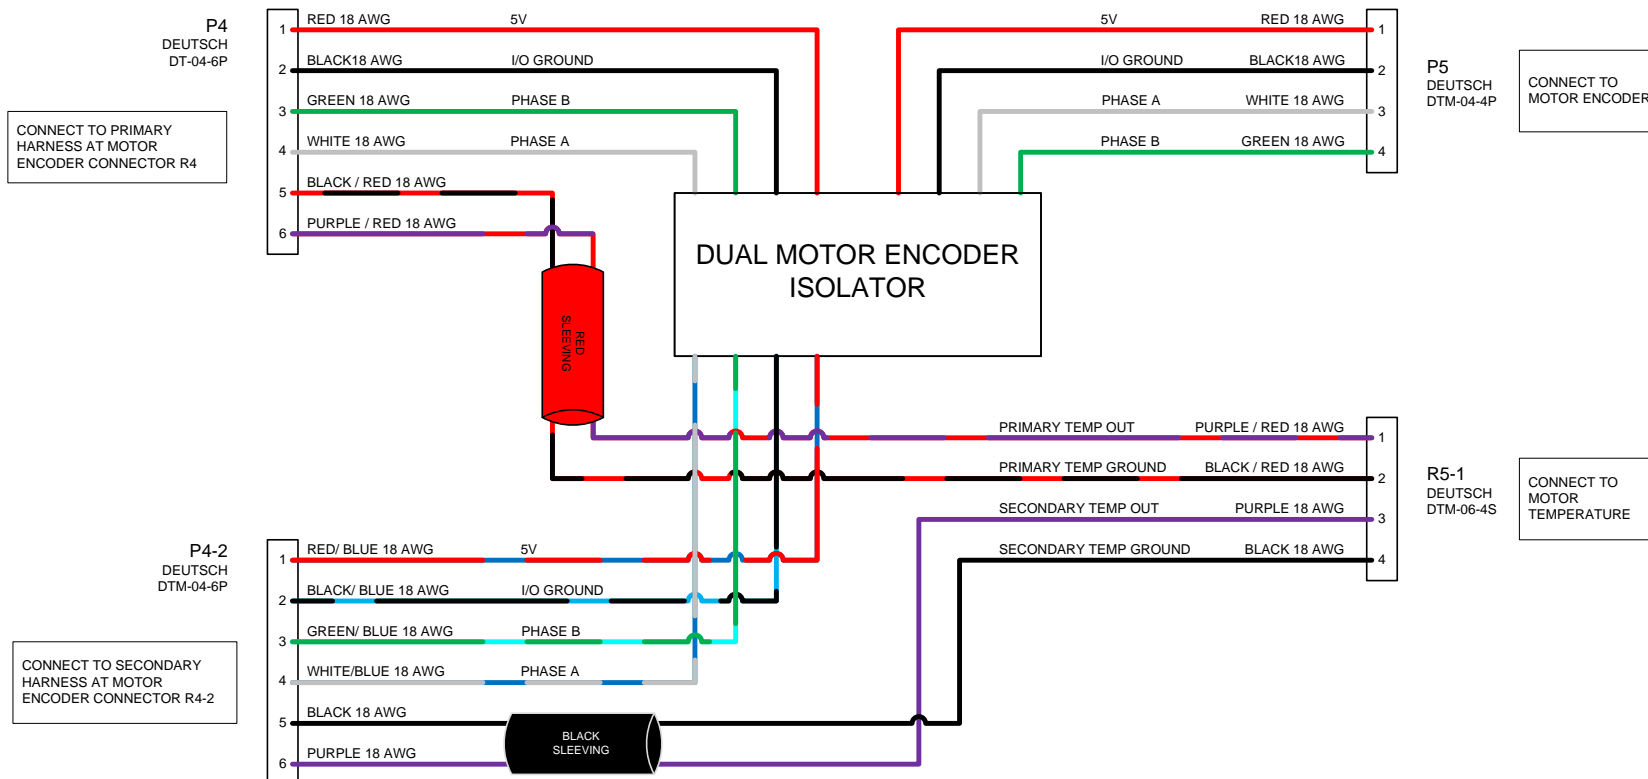 P4
DEUTSCH
DT-04-6P
CONNECT TO PRIMARY
HARNESS AT MOTOR
ENCODER CONNECTOR R4
1 RED 18 AWG 5V
2 BLACK18 AWG I/O GROUND
3 GREEN 18 AWG PHASE B
4 WHITE 18 AWG PHASE A
5 BLACK / RED 18 AWG
6 PURPLE / RED 18 AWG
5V RED 18 AWG 1
I/O GROUND BLACK18 AWG 2
PHASE A WHITE 18 AWG 3
PHASE B GREEN 18 AWG 4
P5
DEUTSCH
DTM-04-4P
CONNECT TO
MOTOR ENCODER
DUAL MOTOR ENCODER
ISOLATOR
RED
SLEEVING
PRIMARY TEMP OUT PURPLE / RED 18 AWG 1
PRIMARY TEMP GROUND BLACK / RED 18 AWG 2
SECONDARY TEMP OUT PURPLE 18 AWG 3
SECONDARY TEMP GROUND BLACK 18 AWG 4
R5-1
DEUTSCH
DTM-06-4S
CONNECT TO
MOTOR
TEMPERATURE
P4-2
DEUTSCH
DTM-04-6P
CONNECT TO SECONDARY
HARNESS AT MOTOR
ENCODER CONNECTOR R4-2
1 RED/ BLUE 18 AWG 5V
2 BLACK/ BLUE 18 AWG I/O GROUND
3 GREEN/ BLUE 18 AWG PHASE B
4 WHITE/BLUE 18 AWG PHASE A
5 BLACK 18 AWG
6 PURPLE 18 AWG
BLACK
SLEEVING